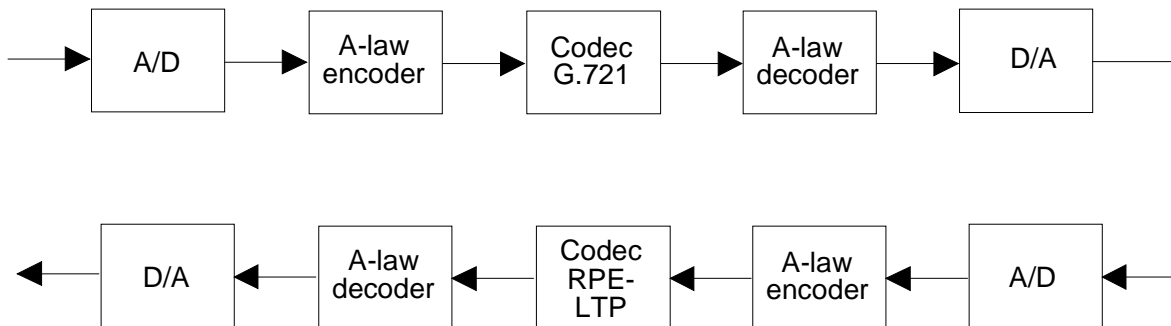 A/D
A-law
encoder
Codec
G.721
A-law
decoder
D/A
D/A
A-law
decoder
Codec
RPE-
LTP
A-law
encoder
A/D